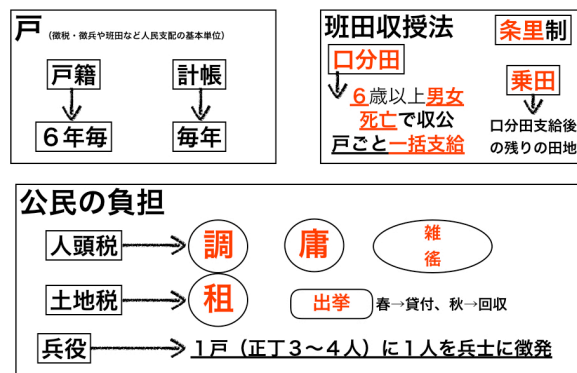 戸(徴税・徴兵や班田など人民支配の基本単位)
戸籍
計帳
６年毎
毎年
班田収授法
条里制
口分田
乗田
６歳以上男女
死亡で収公
戸ごと一括支給
口分田支給後
の残りの田地
公民の負担
人頭税
調
庸
雑
徭
土地税
租
出挙
春→貸付、秋→回収
兵役
１戸（正丁３〜４人）に１人を兵士に徴発